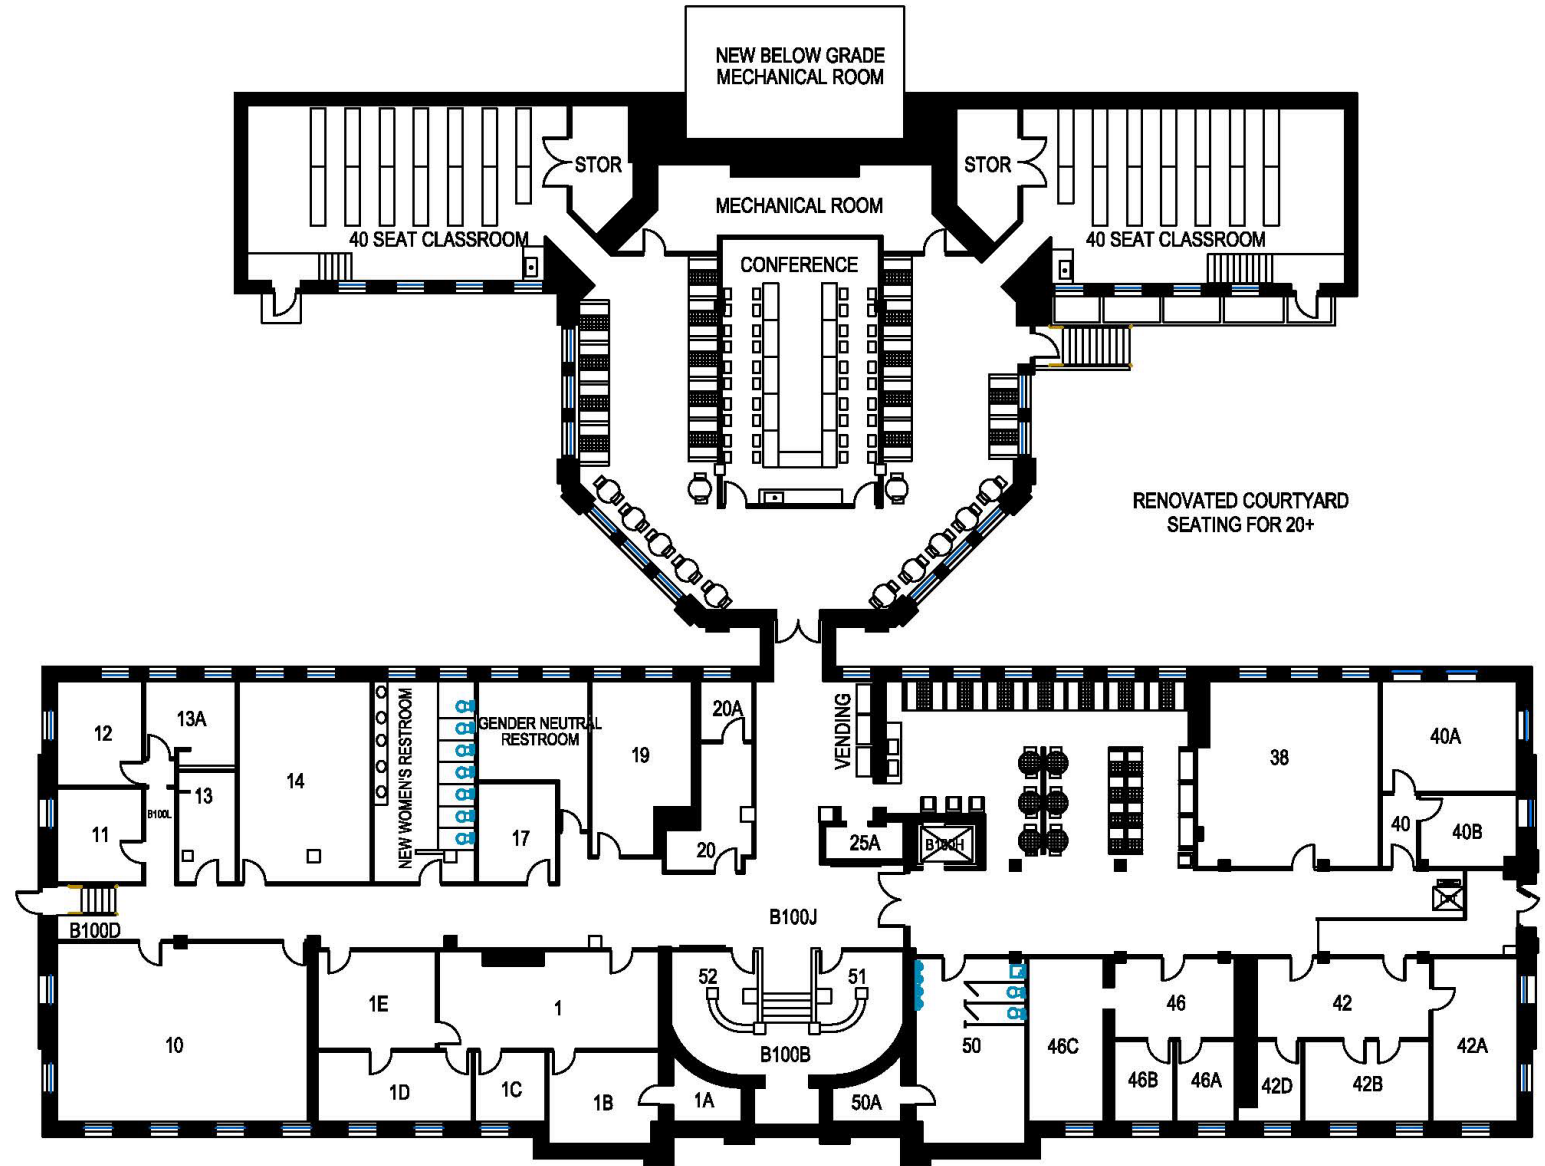 NEW BELOW GRADE
MECHANICAL ROOM
STOR
STOR
MECHANICAL ROOM
40 SEAT CLASSROOM
40 SEAT CLASSROOM
CONFERENCE
RENOVATED COURTYARD
SEATING FOR 20+
12
13A
14
NEW WOMEN'S RESTROOM
GENDER NEUTRAL
RESTROOM
19
20A
VENDING
38
40A
11
B100L
13
17
20
25A
B100H
40
40B
B100D
B100J
10
1E
1
52
51
B100B
50
46C
46
42
42A
1D
1C
1B
1A
50A
46B
46A
42D
42B